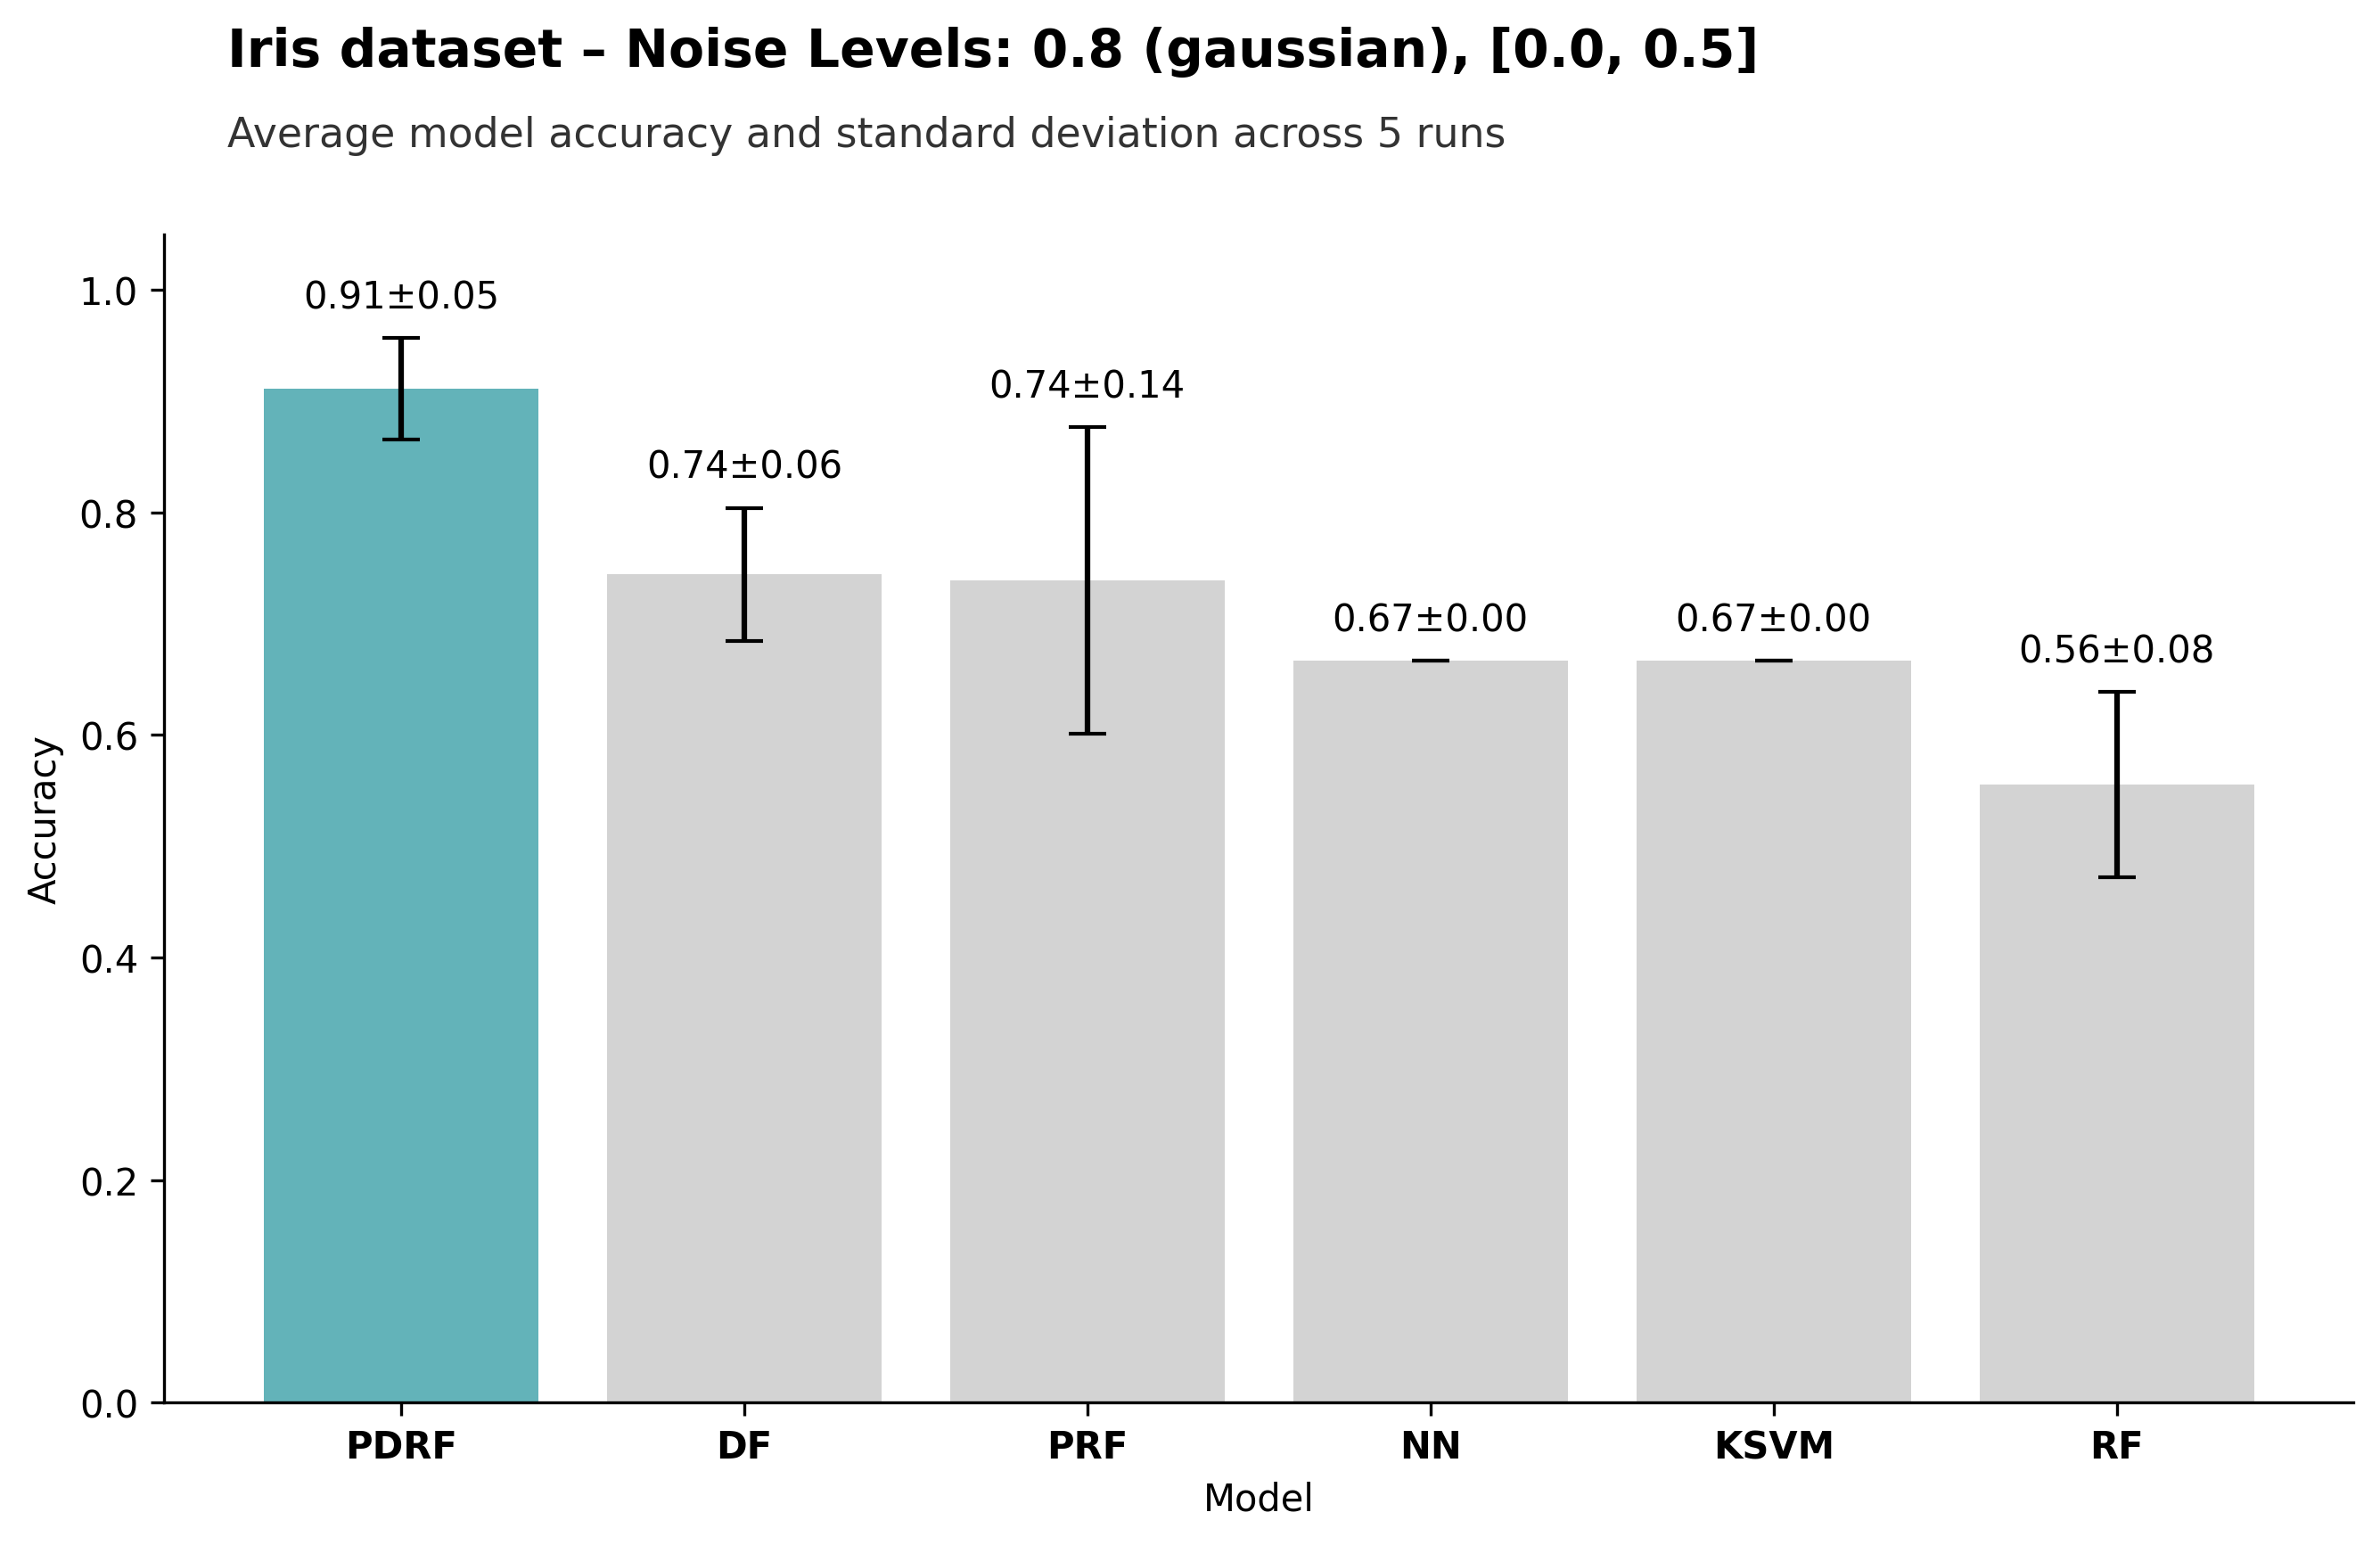 Iris dataset – Noise Levels: 0.8 (gaussian), [0.0, 0.5]
Average model accuracy and standard deviation across 5 runs
1.0
0.8
0.6
0.4
0.2
0.0
Accuracy
0.91±0.05
0.74±0.06
0.74±0.14
0.67±0.00
0.67±0.00
0.56±0.08
PDRF DF PRF NN KSVM RF
Model